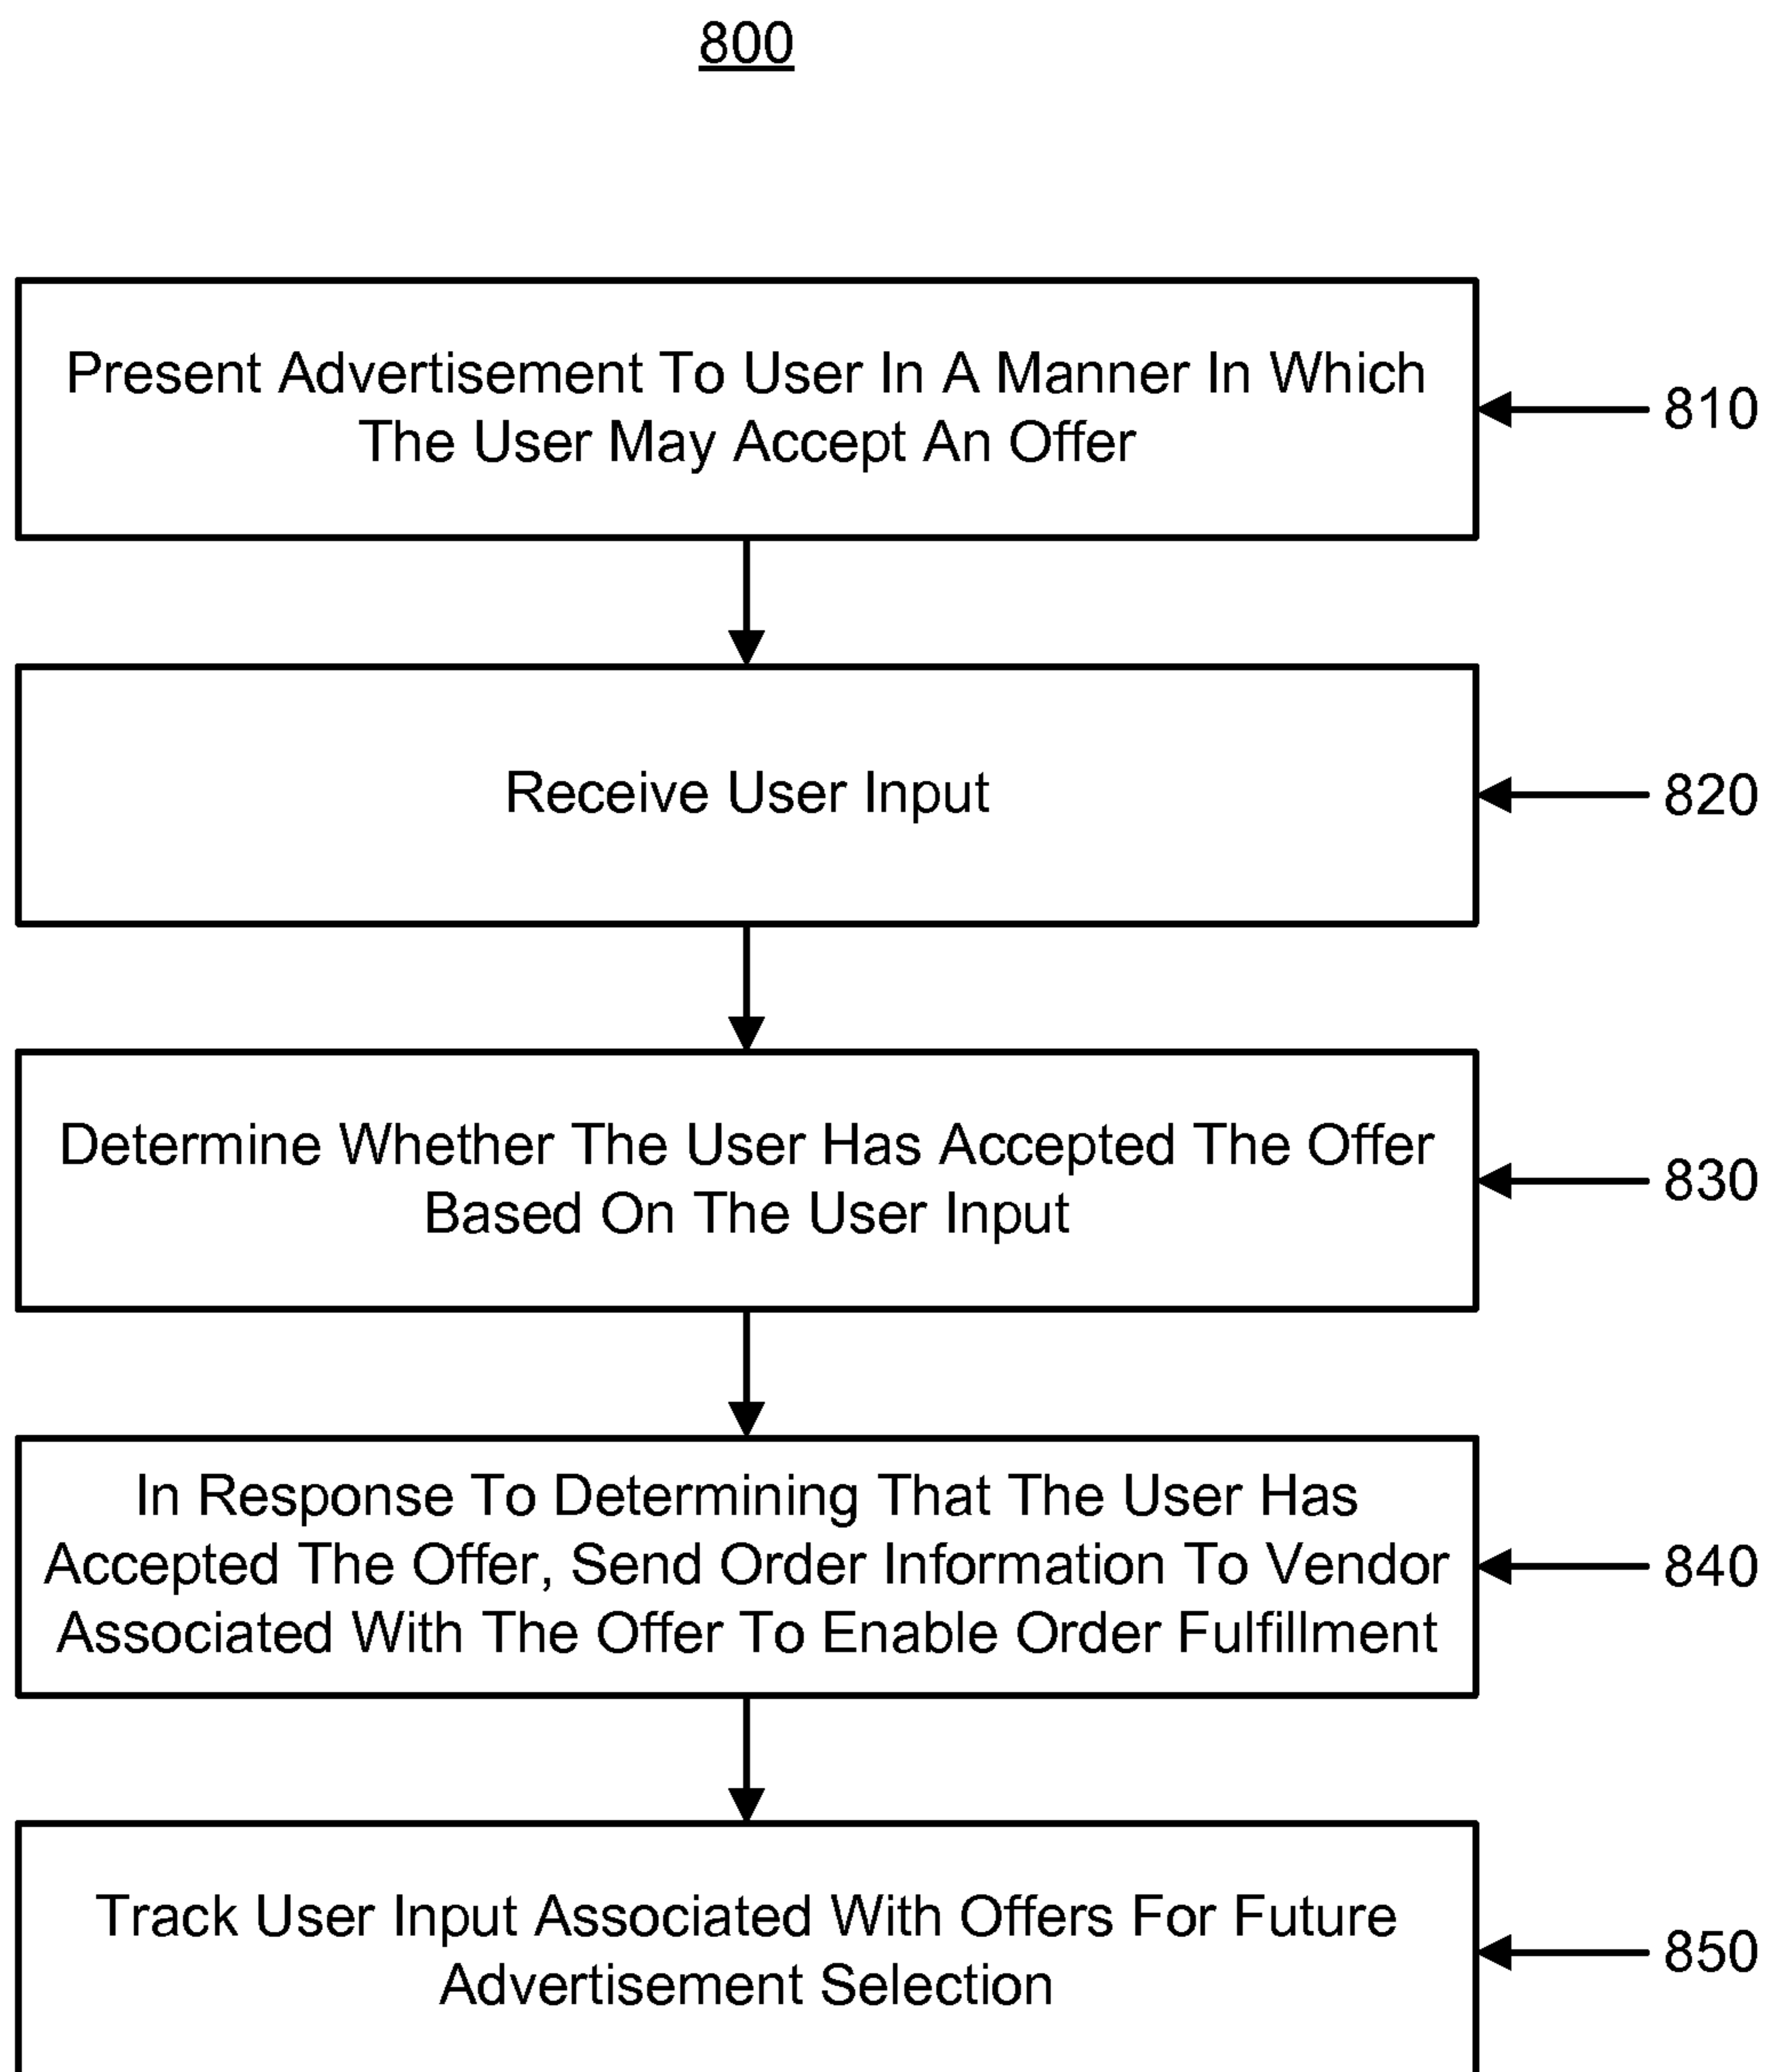 800
Present Advertisement To User In A Manner In Which
The User May Accept An Offer
810
Receive User Input
820
Determine Whether The User Has Accepted The Offer
Based On The User Input
830
In Response To Determining That The User Has
Accepted The Offer, Send Order Information To Vendor
Associated With The Offer To Enable Order Fulfillment
840
Track User Input Associated With Offers For Future
Advertisement Selection
850